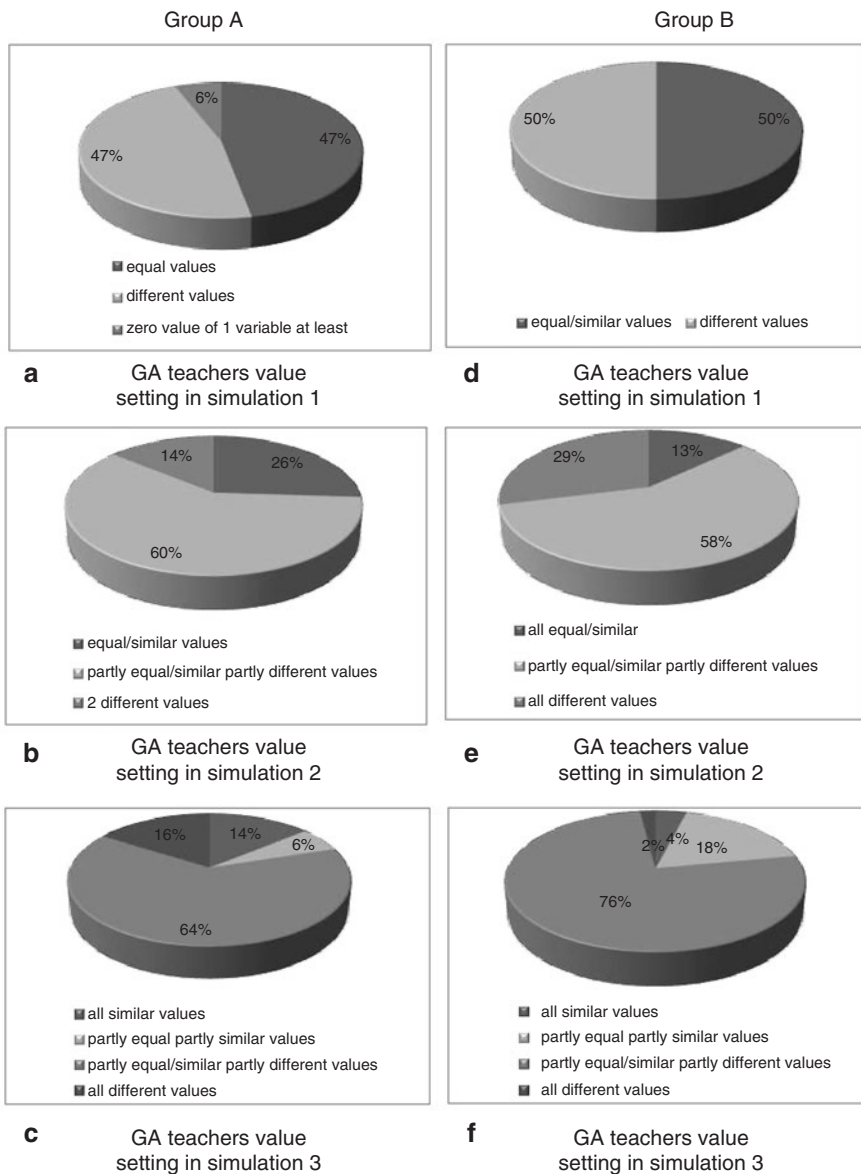 Group A
Group B
6%
47%
47%
equal values
different values
zero value of 1 variable at least
a
GA teachers value
setting in simulation 1
50%
50%
equal/similar values
different values
d
GA teachers value
setting in simulation 1
14%
26%
60%
equal/similar values
partly equal/similar partly different values
2 different values
b
GA teachers value
setting in simulation 2
29%
13%
58%
all equal/similar
partly equal/similar partly different values
all different values
e
GA teachers value
setting in simulation 2
16%
14%
6%
64%
all similar values
partly equal partly similar values
partly equal/similar partly different values
all different values
c
GA teachers value
setting in simulation 3
2%
4%
18%
76%
all similar values
partly equal partly similar values
partly equal/similar partly different values
all different values
f
GA teachers value
setting in simulation 3